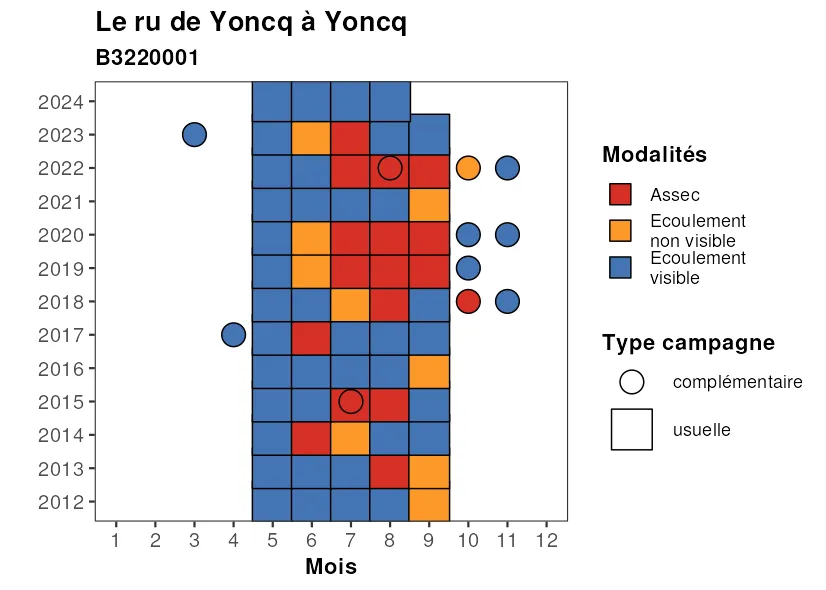 Le ru de Yoncq à Yoncq
B3220001
2024
2023
2022
2021
2020
2019
2018
2017
2016
2015
2014
2013
2012
1 2 3 4 5 6 7 8 9 10 11 12
Mois
Modalités
Assec
Ecoulement
non visible
Ecoulement
visible
Type campagne
complémentaire
usuelle